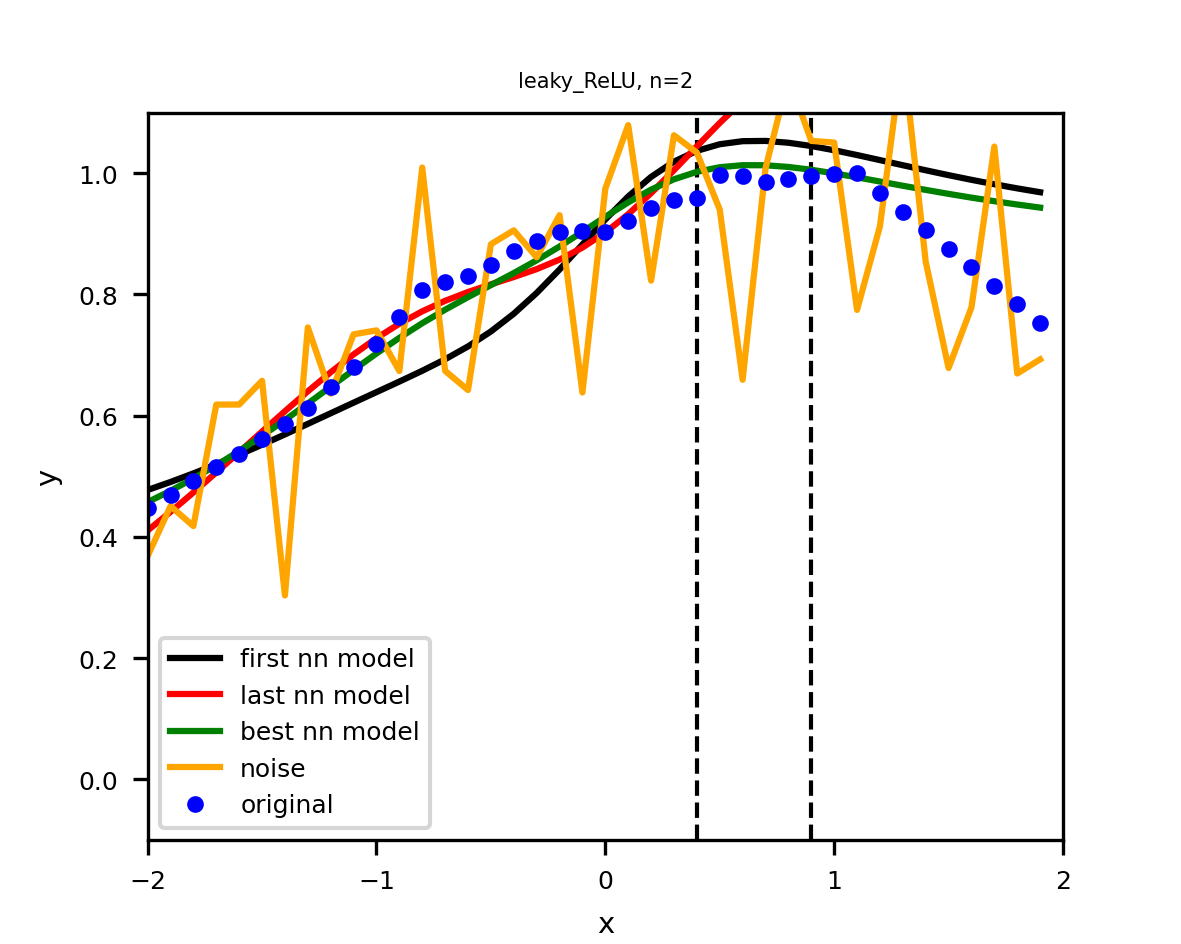 leaky_ReLU, n=2
1.0
0.8
0.6
0.4
0.2
0.0
y
first nn model
last nn model
best nn model
noise
original
−2
−1
0
1
2
x